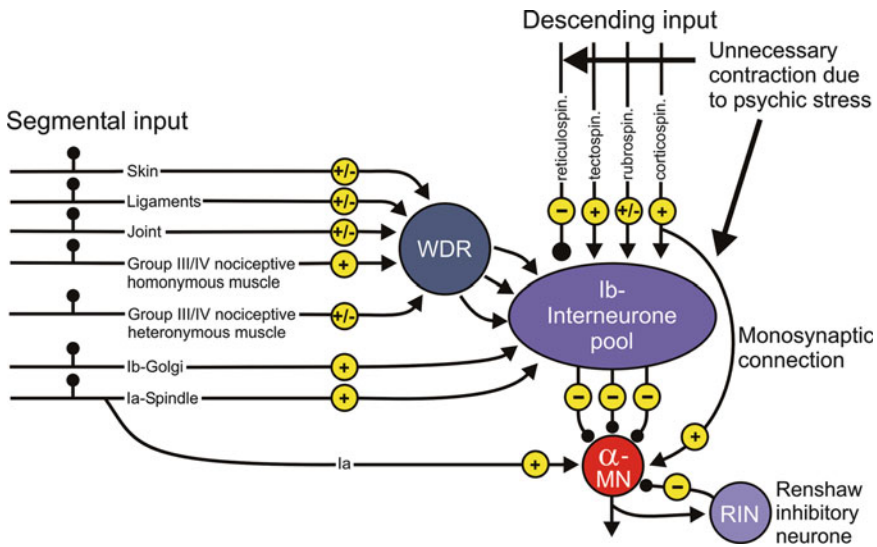 Descending input
Unnecessary
contraction due
to psychic stress
reticulospin.
tectospin.
rubrospin.
corticospin.
Segmental input
Skin
+/-
Ligaments
+/-
Joint
+/-
Group III/IV nociceptive
homonymous muscle
+
Group III/IV nociceptive
heteronymous muscle
+/-
Ib-Golgi
+
Ia-Spindle
+
WDR
−
+
+/-
+
Ib-
Interneurone
pool
Monosynaptic
connection
−
−
−
+
Ia
+
α-
MN
−
RIN
Renshaw
inhibitory
neurone